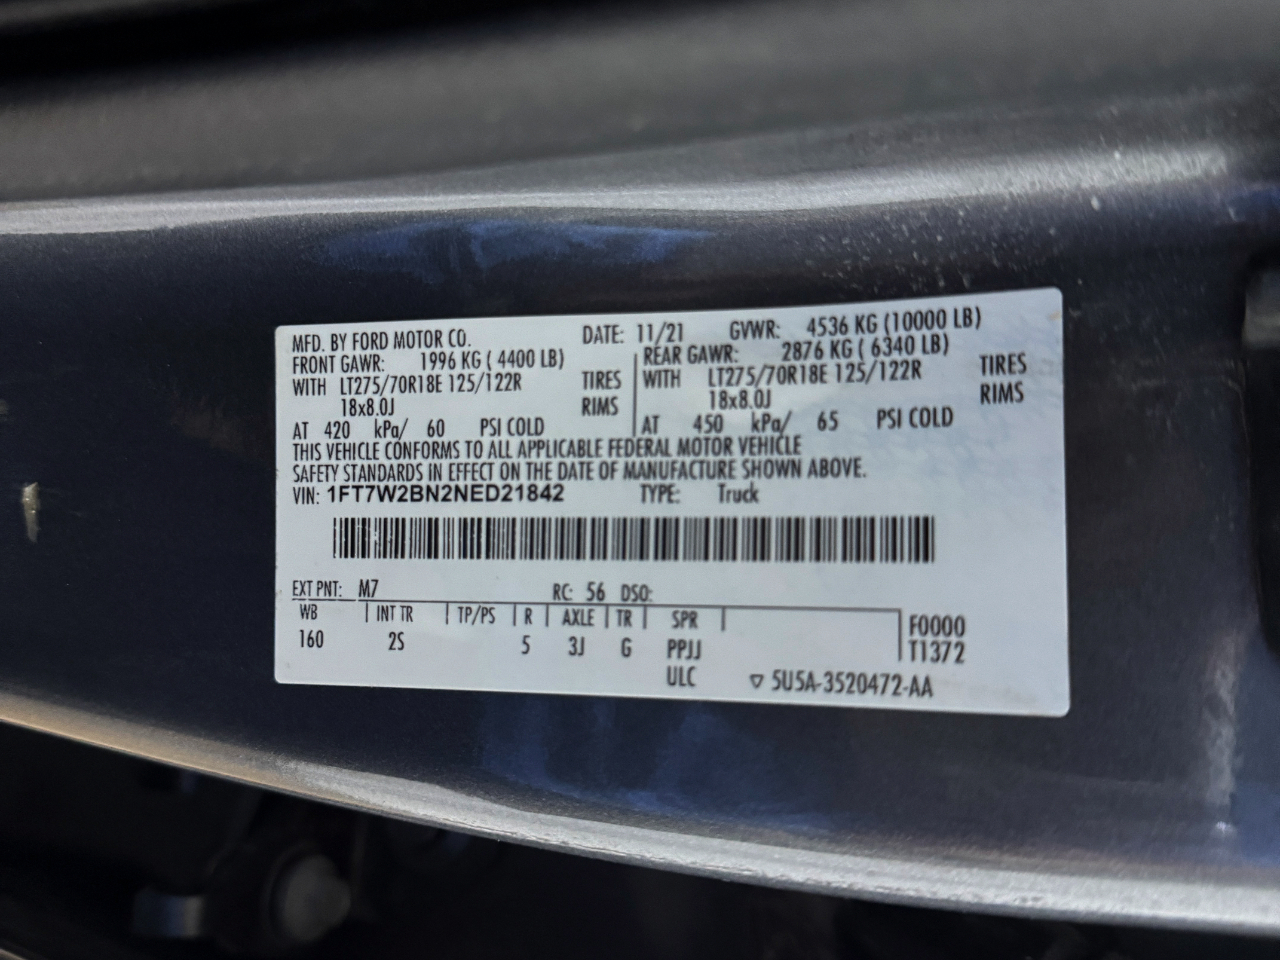 MFD. BY FORD MOTOR CO. DATE: 11/21 GVWR: 4536 KG (10000 LB)
FRONT GAWR: 1996 KG ( 4400 LB) REAR GAWR: 2876 KG ( 6340 LB)
WITH LT275/70R18E 125/122R TIRES WITH LT275/70R18E 125/122R TIRES
18x8.0J RIMS 18x8.0J RIMS
AT 420 kPa/ 60 PSI COLD AT 450 kPa/ 65 PSI COLD
THIS VEHICLE CONFORMS TO ALL APPLICABLE FEDERAL MOTOR VEHICLE
SAFETY STANDARDS IN EFFECT ON THE DATE OF MANUFACTURE SHOWN ABOVE.
VIN: 1FT7W2BN2NED21842 TYPE: Truck
EXT PNT: M7 RC: 56 DSO:
WB INT TR TP/PS R AXLE TR SPR F0000
160 2S 5 3J G PPJJ T1372
ULC ▽ 5U5A-3520472-AA